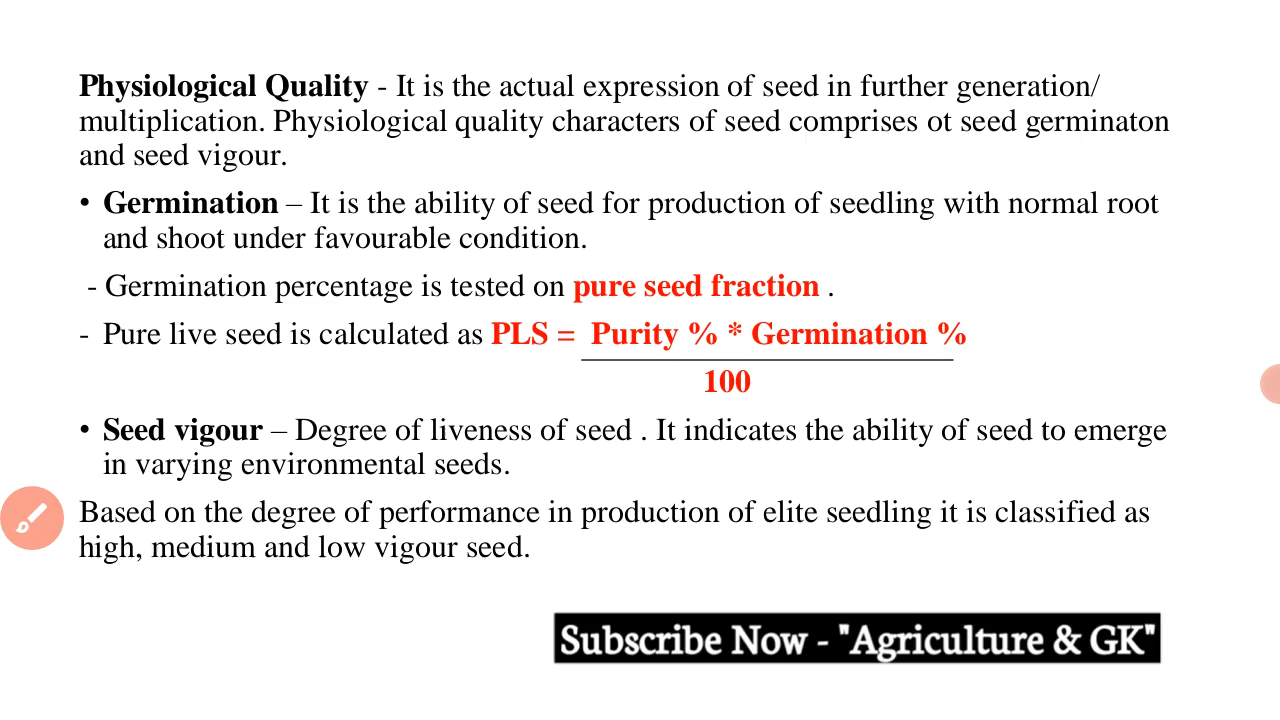 Physiological Quality - It is the actual expression of seed in further generation/
multiplication. Physiological quality characters of seed comprises ot seed germinaton
and seed vigour.
• Germination – It is the ability of seed for production of seedling with normal root
and shoot under favourable condition.
- Germination percentage is tested on pure seed fraction .
- Pure live seed is calculated as PLS = Purity % * Germination %
100
• Seed vigour – Degree of liveness of seed . It indicates the ability of seed to emerge
in varying environmental seeds.
Based on the degree of performance in production of elite seedling it is classified as
high, medium and low vigour seed.
Subscribe Now - "Agriculture & GK"